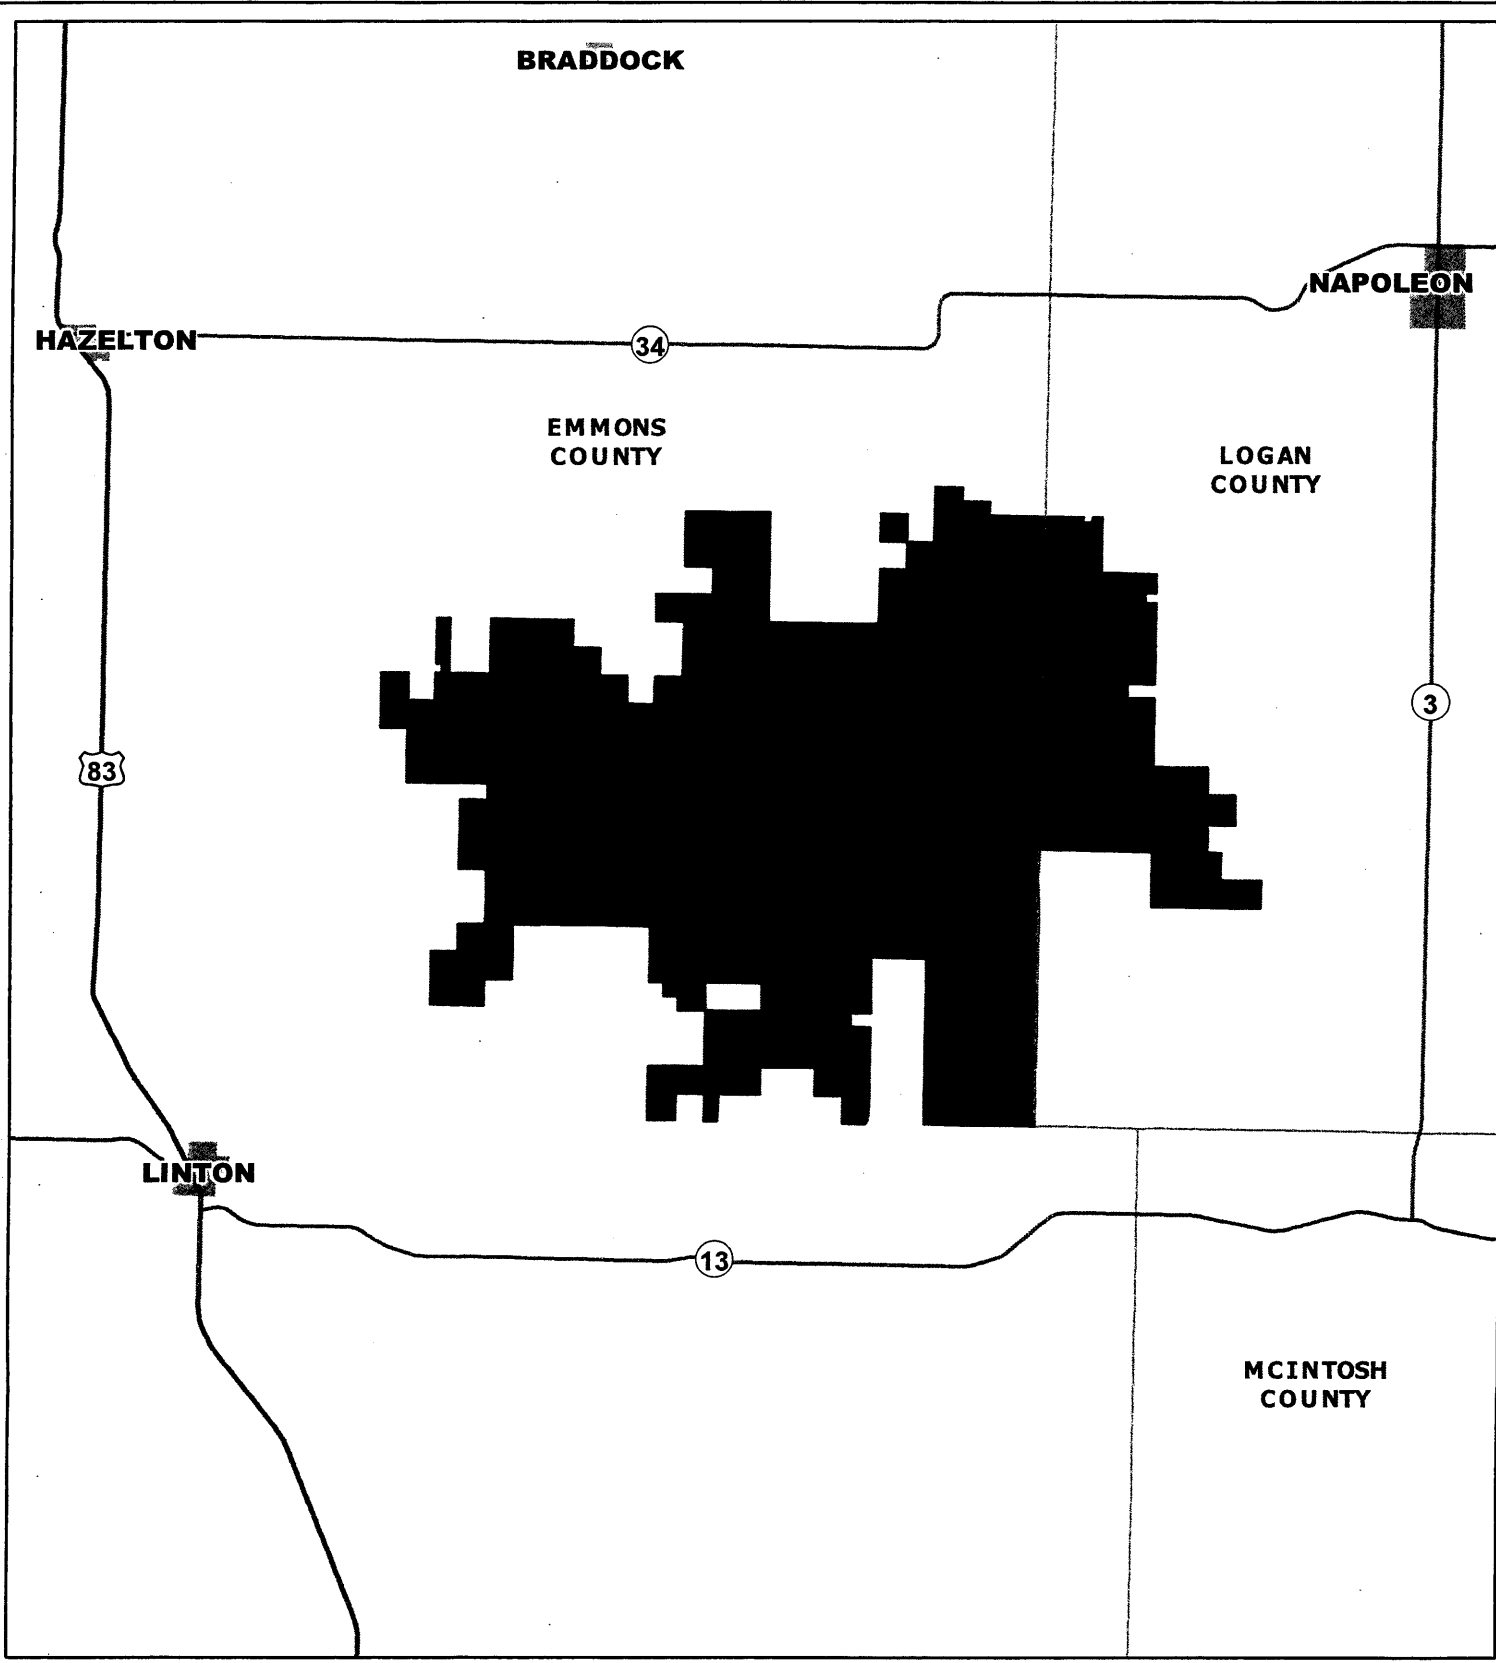 BRADDOCK
NAPOLEON
HAZELTON
34
EMMONS
COUNTY
LOGAN
COUNTY
3
83
LINTON
13
MCINTOSH
COUNTY